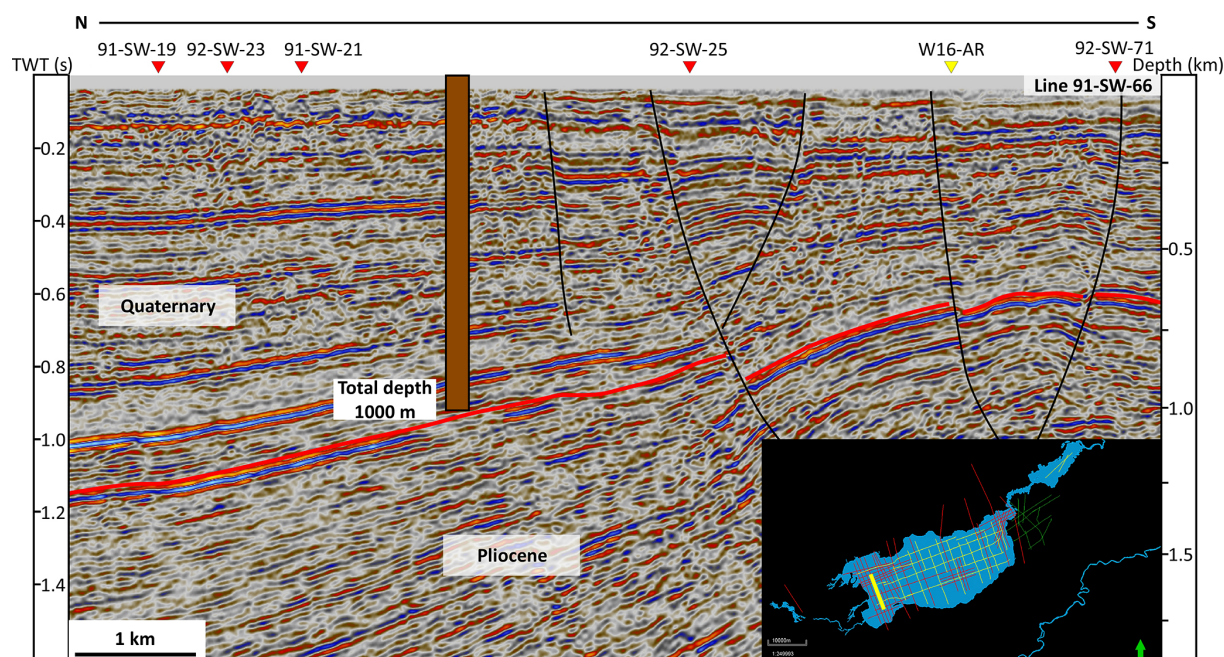 N S
91-SW-19 92-SW-23 91-SW-21 92-SW-25 W16-AR 92-SW-71
TWT (s) Depth (km)
Line 91-SW-66
0.2
0.4
0.5
0.6
Quaternary
0.8
Total depth
1000 m
1.0
1.0
1.2
Pliocene
1.5
1.4
1 km
10000m
1:249993